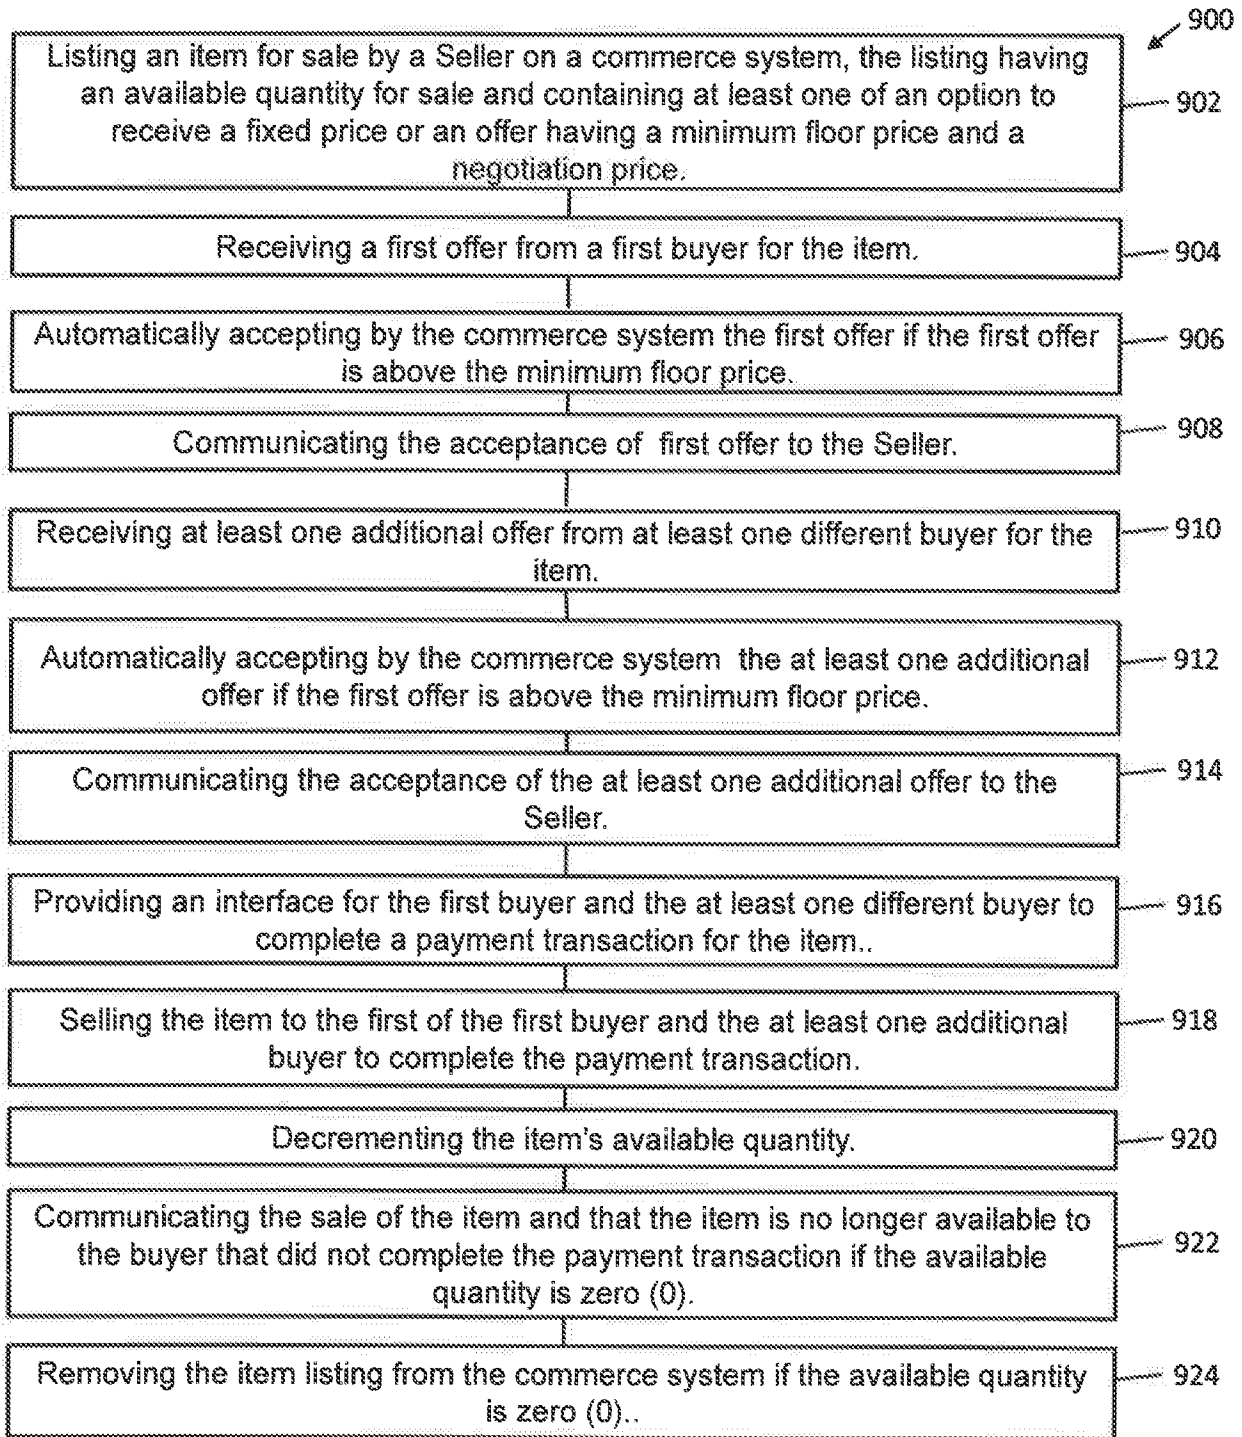 900
Listing an item for sale by a Seller on a commerce system, the listing having
an available quantity for sale and containing at least one of an option to
receive a fixed price or an offer having a minimum floor price and a
negotiation price.
902
Receiving a first offer from a first buyer for the item.
904
Automatically accepting by the commerce system the first offer if the first offer
is above the minimum floor price.
906
Communicating the acceptance of first offer to the Seller.
908
Receiving at least one additional offer from at least one different buyer for the
item.
910
Automatically accepting by the commerce system the at least one additional
offer if the first offer is above the minimum floor price.
912
Communicating the acceptance of the at least one additional offer to the
Seller.
914
Providing an interface for the first buyer and the at least one different buyer to
complete a payment transaction for the item..
916
Selling the item to the first of the first buyer and the at least one additional
buyer to complete the payment transaction.
918
Decrementing the item's available quantity.
920
Communicating the sale of the item and that the item is no longer available to
the buyer that did not complete the payment transaction if the available
quantity is zero (0).
922
Removing the item listing from the commerce system if the available quantity
is zero (0)..
924